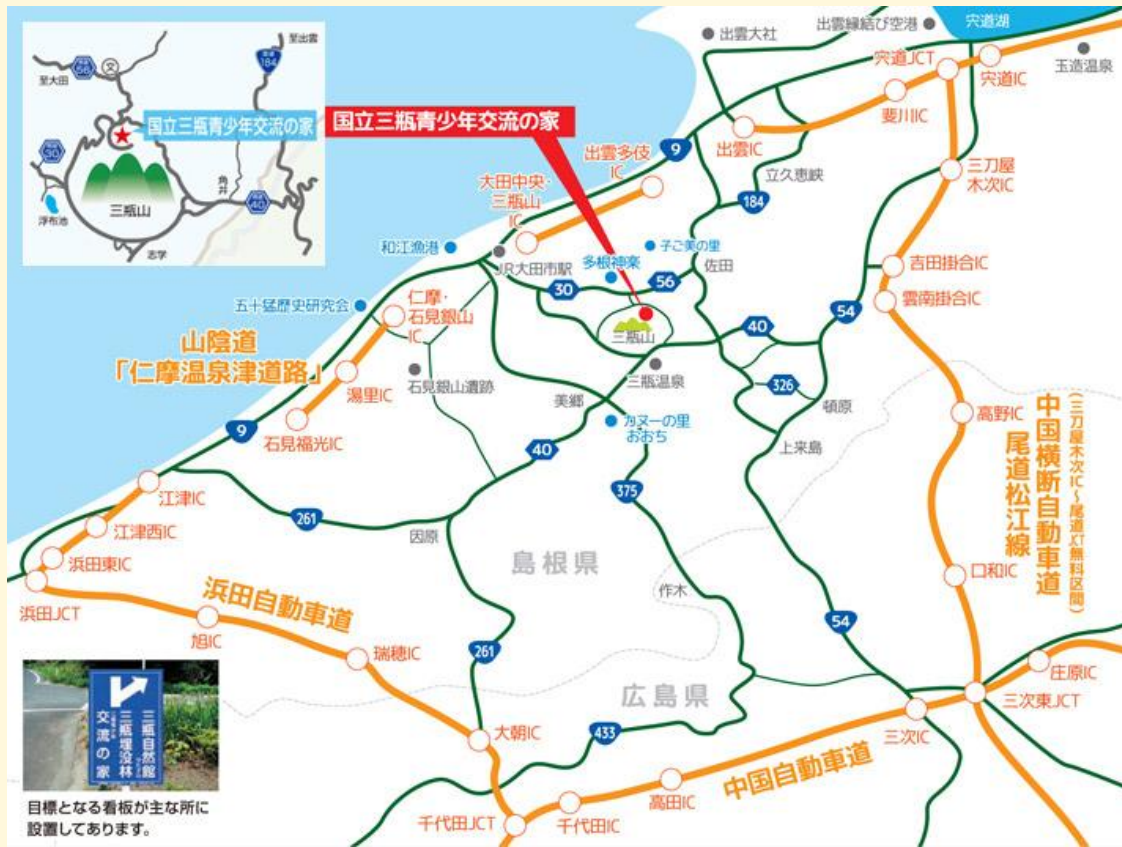 至出雲
184
県道
56
文
至大田
国立三瓶青少年交流の家
県道
30
三瓶山
角井
県道
40
浮布池
志学
国立三瓶青少年交流の家
出雲大社
出雲縁結び空港
宍道湖
宍道JCT
宍道IC
玉造温泉
斐川IC
出雲IC
9
出雲多伎
IC
立久恵峡
三刀屋
木次IC
184
大田中央・
三瓶山
IC
和江漁港
JR大田市駅
子ご美の里
多根神楽
佐田
吉田掛合IC
30
56
雲南掛合IC
54
五十猛歴史研究会
仁摩・
石見銀山
IC
三瓶山
40
山陰道
「仁摩温泉津道路」
湯里IC
石見銀山遺跡
三瓶温泉
326
頓原
美郷
カヌーの里
おおち
高野IC
石見福光IC
9
40
上来島
中国横断自動車道
尾道松江線
(三刀屋木次IC~尾道JCT無料区間)
375
江津IC
261
江津西IC
因原
島根県
浜田東IC
口和IC
浜田JCT
浜田自動車道
作木
旭IC
54
瑞穂IC
261
庄原IC
広島県
三次東JCT
三次IC
大朝IC
433
中国自動車道
高田IC
千代田JCT
千代田IC
三瓶自然館
三瓶埋没林
交流の家
目標となる看板が主な所に
設置してあります。